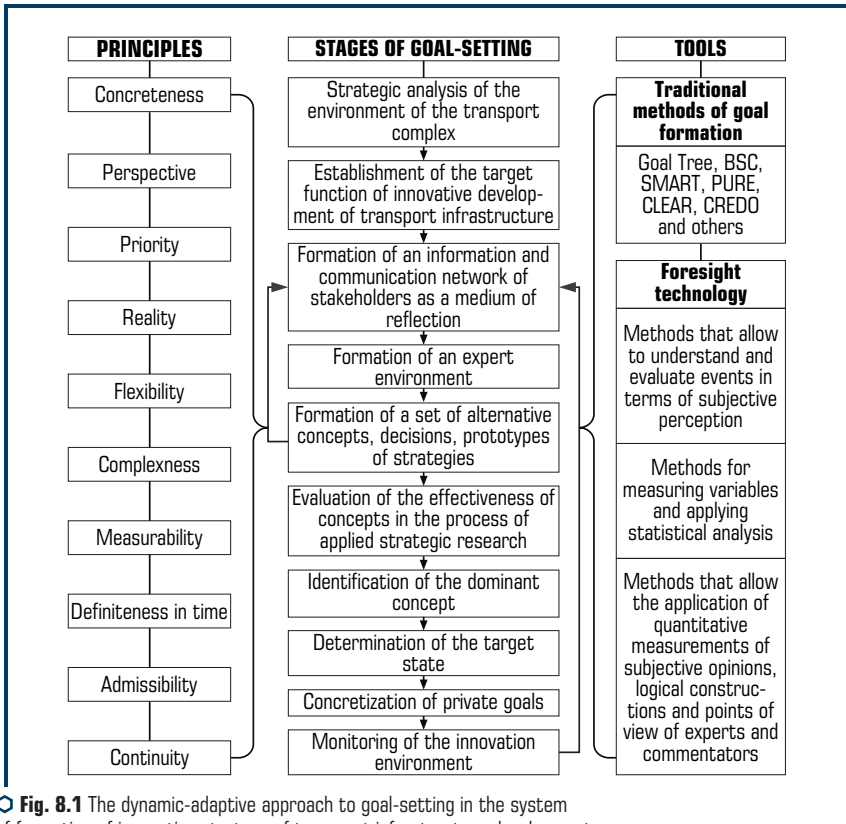 PRINCIPLES
Concreteness
Perspective
Priority
Reality
Flexibility
Complexness
Measurability
Definiteness in time
Admissibility
Continuity
STAGES OF GOAL-SETTING
Strategic analysis of the
environment of the transport
complex
Establishment of the target
function of innovative develop-
ment of transport infrastructure
Formation of an information and
communication network of
stakeholders as a medium of
reflection
Formation of an expert
environment
Formation of a set of alternative
concepts, decisions, prototypes
of strategies
Evaluation of the effectiveness of
concepts in the process of
applied strategic research
Identification of the dominant
concept
Determination of the target
state
Concretization of private goals
Monitoring of the innovation
environment
TOOLS
Traditional
methods of goal
formation
Goal Tree, BSC,
SMART, PURE,
CLEAR, CREDO
and others
Foresight
technology
Methods that allow
to understand and
evaluate events in
terms of subjective
perception
Methods for
measuring variables
and applying
statistical analysis
Methods that allow
the application of
quantitative
measurements of
subjective opinions,
logical construc-
tions and points of
view of experts and
commentators
Fig. 8.1 The dynamic-adaptive approach to goal-setting in the system